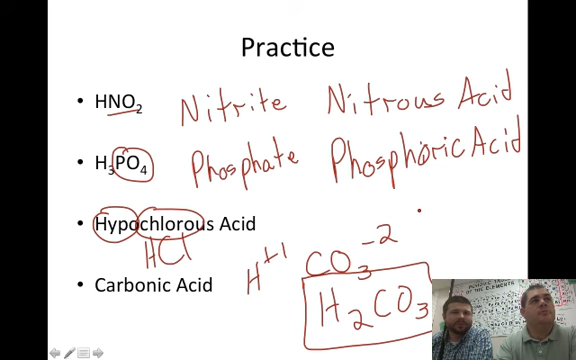 Practice
• HNO2 Nitrite Nitrous Acid
• H3PO4 Phosphate Phosphoric Acid
• Hypochlorous Acid
HCl
H+1 CO3-2
• Carbonic Acid
H2CO3